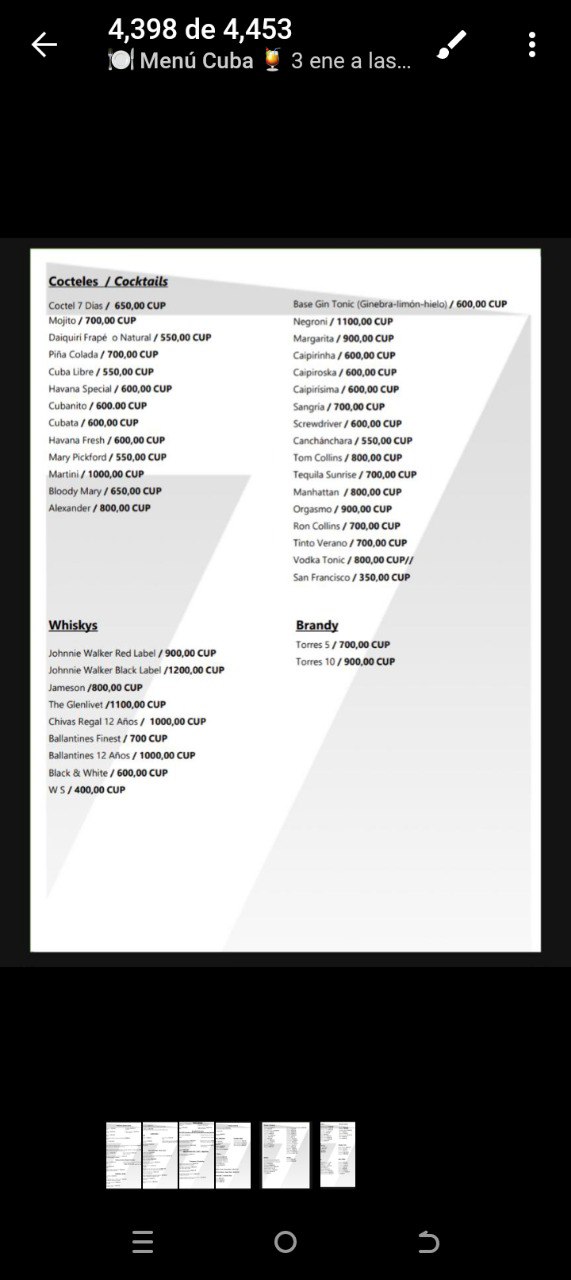 4,398 de 4,453
🍽️ Menú Cuba 🍹 3 ene a las...
Cocteles / Cocktails
Coctel 7 Días / 650,00 CUP
Mojito / 700,00 CUP
Daiquirí Frapé o Natural / 550,00 CUP
Piña Colada / 700,00 CUP
Cuba Libre / 550,00 CUP
Havana Special / 600,00 CUP
Cubanito / 600.00 CUP
Cubata / 600,00 CUP
Havana Fresh / 600,00 CUP
Mary Pickford / 550,00 CUP
Martini / 1000,00 CUP
Bloody Mary / 650,00 CUP
Alexander / 800,00 CUP
Base Gin Tonic (Ginebra-limón-hielo) / 600,00 CUP
Negroni / 1100,00 CUP
Margarita / 900,00 CUP
Caipirinha / 600,00 CUP
Caipiroska / 600,00 CUP
Caipirisima / 600,00 CUP
Sangría / 700,00 CUP
Screwdriver / 600,00 CUP
Canchánchara / 550,00 CUP
Tom Collins / 800,00 CUP
Tequila Sunrise / 700,00 CUP
Manhattan / 800,00 CUP
Orgasmo / 900,00 CUP
Ron Collins / 700,00 CUP
Tinto Verano / 700,00 CUP
Vodka Tonic / 800,00 CUP//
San Francisco / 350,00 CUP
Whiskys
Johnnie Walker Red Label / 900,00 CUP
Johnnie Walker Black Label /1200,00 CUP
Jameson /800,00 CUP
The Glenlivet /1100,00 CUP
Chivas Regal 12 Años / 1000,00 CUP
Ballantines Finest / 700 CUP
Ballantines 12 Años / 1000,00 CUP
Black & White / 600,00 CUP
W S / 400,00 CUP
Brandy
Torres 5 / 700,00 CUP
Torres 10 / 900,00 CUP